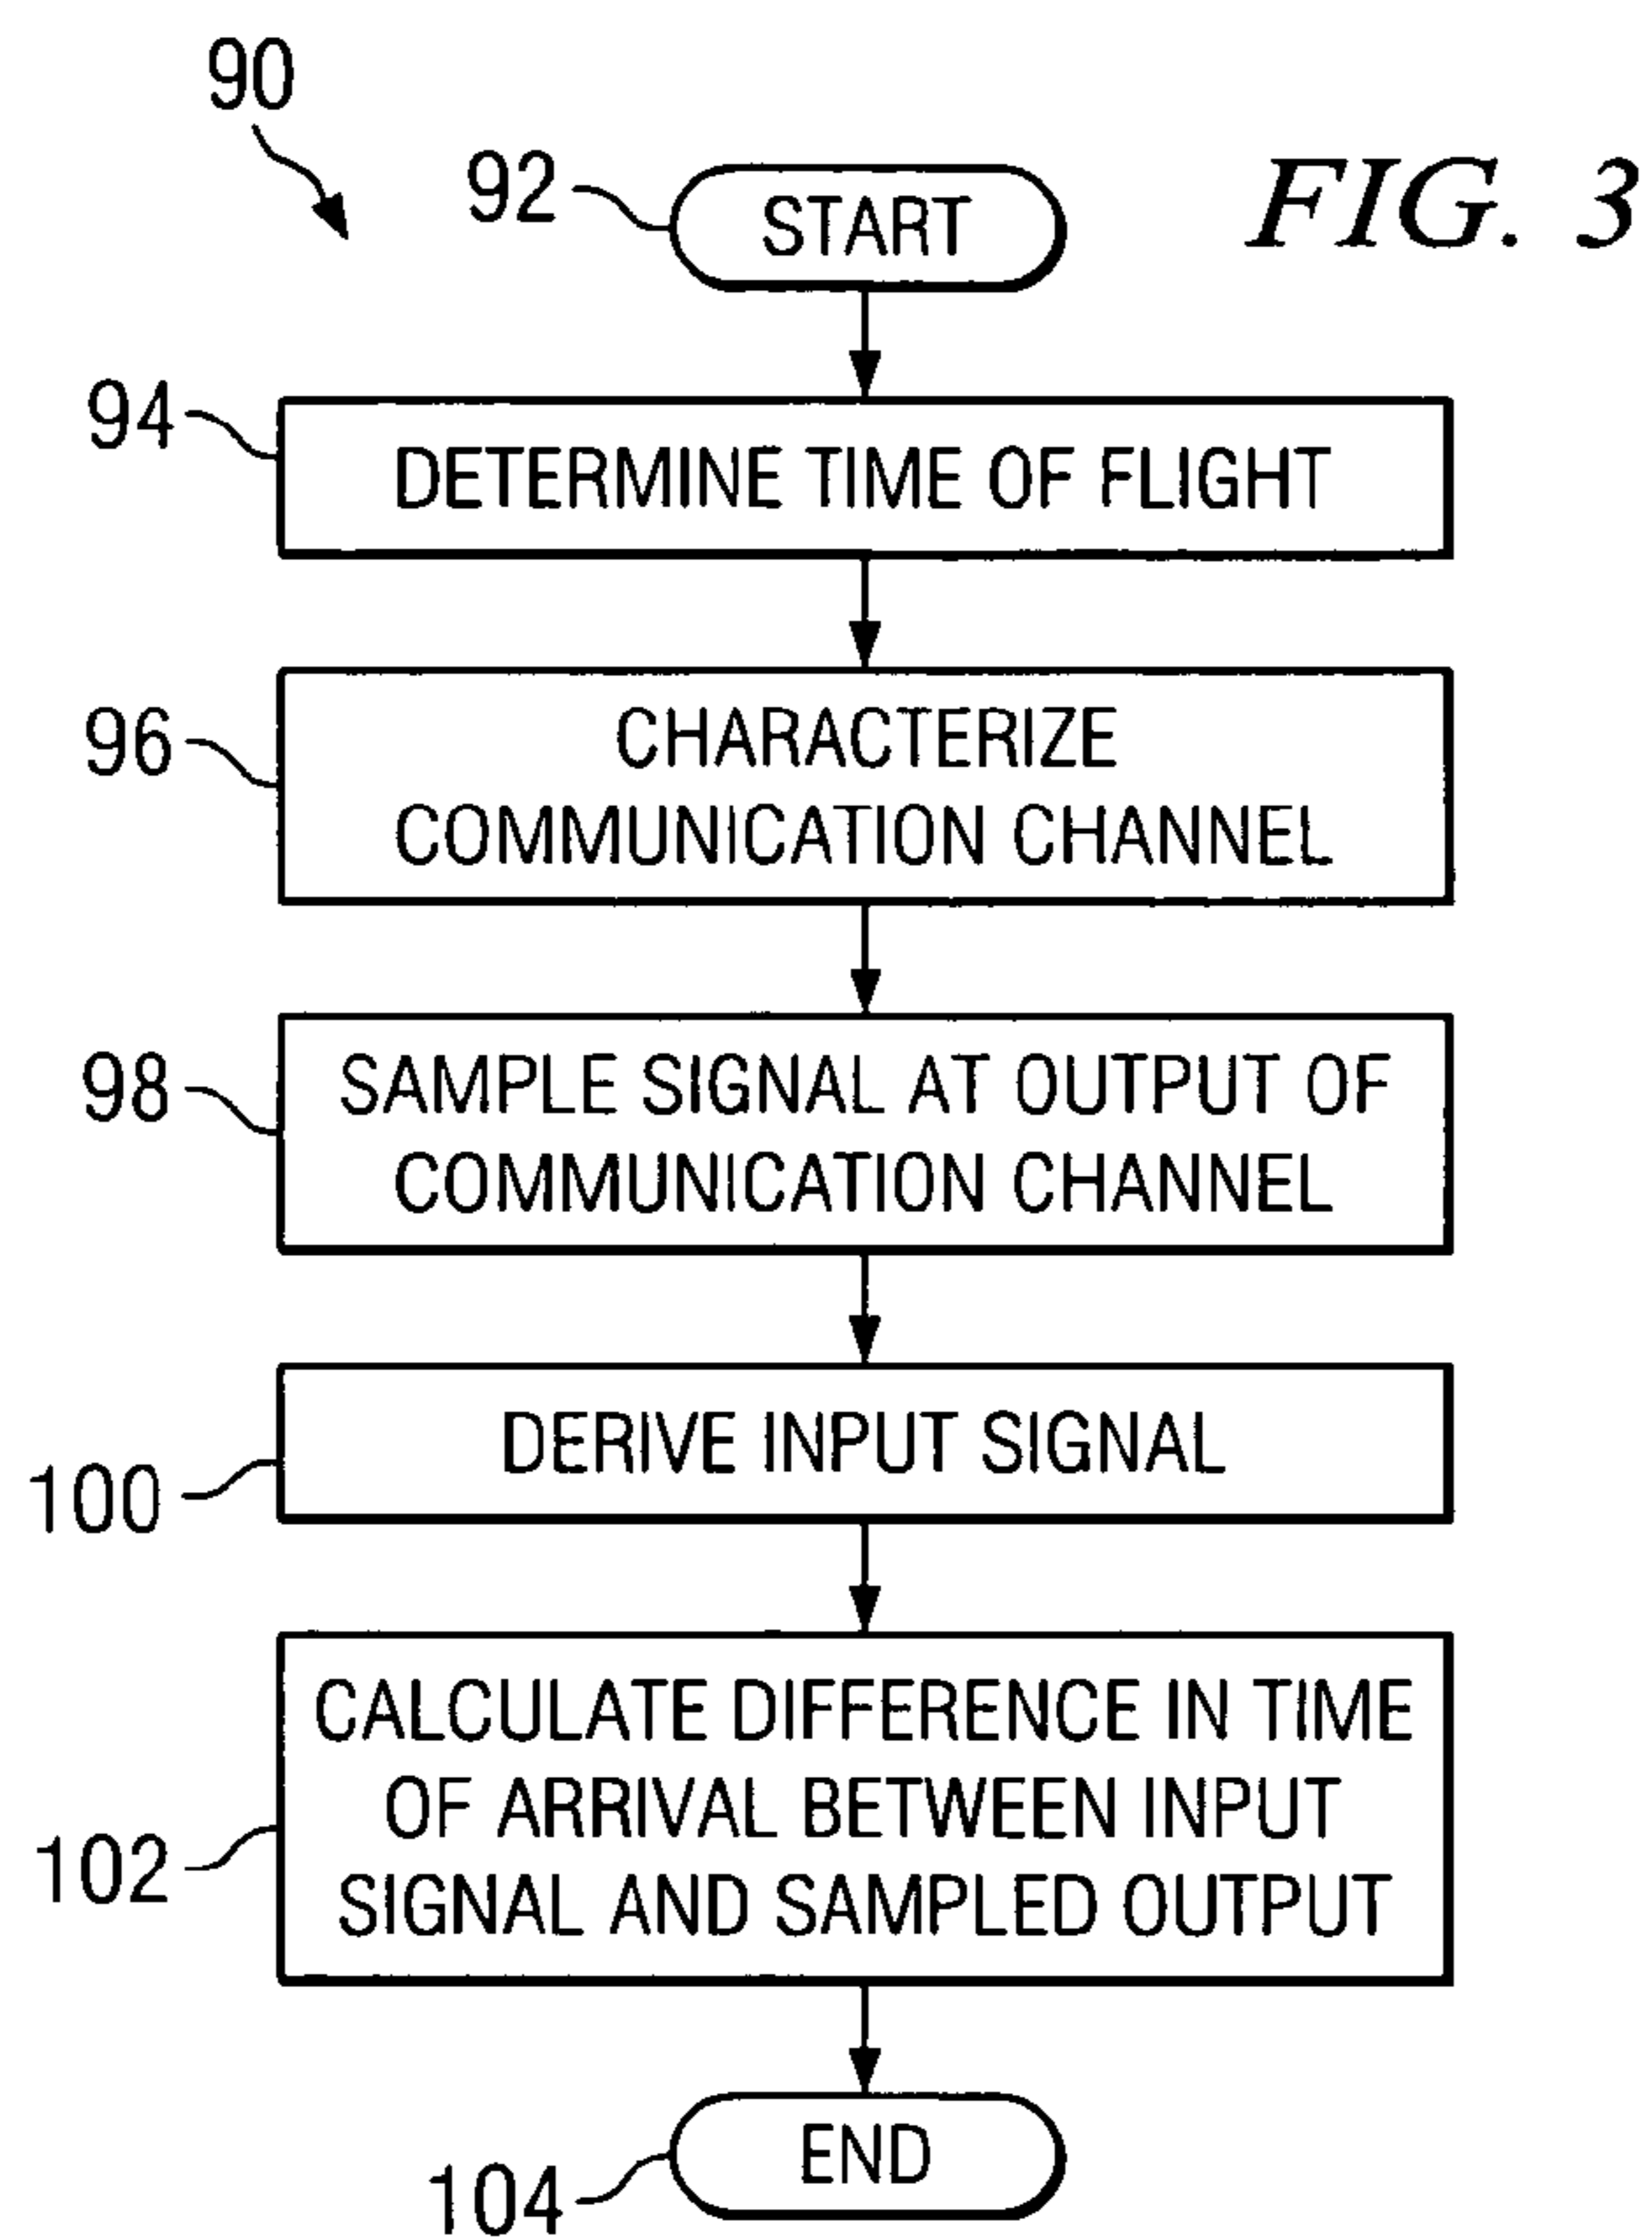 90
92
START
FIG. 3
94
DETERMINE TIME OF FLIGHT
96
CHARACTERIZE
COMMUNICATION CHANNEL
98
SAMPLE SIGNAL AT OUTPUT OF
COMMUNICATION CHANNEL
100
DERIVE INPUT SIGNAL
102
CALCULATE DIFFERENCE IN TIME
OF ARRIVAL BETWEEN INPUT
SIGNAL AND SAMPLED OUTPUT
104
END